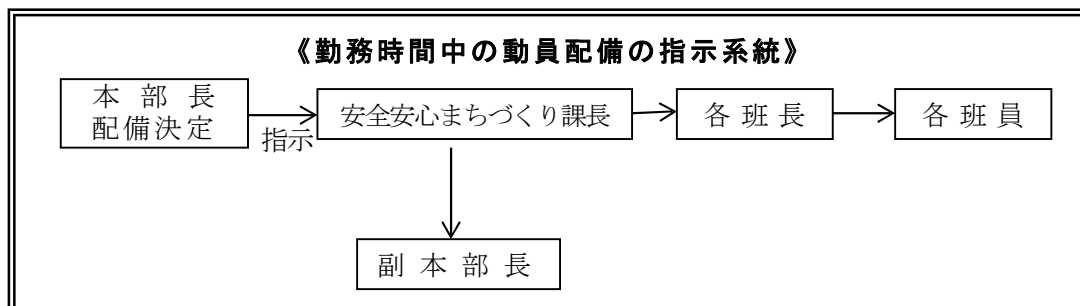 《勤務時間中の動員配備の指示系統》
本部長
配備決定
指示
安全安心まちづくり課長
各班長
各班員
副本部長